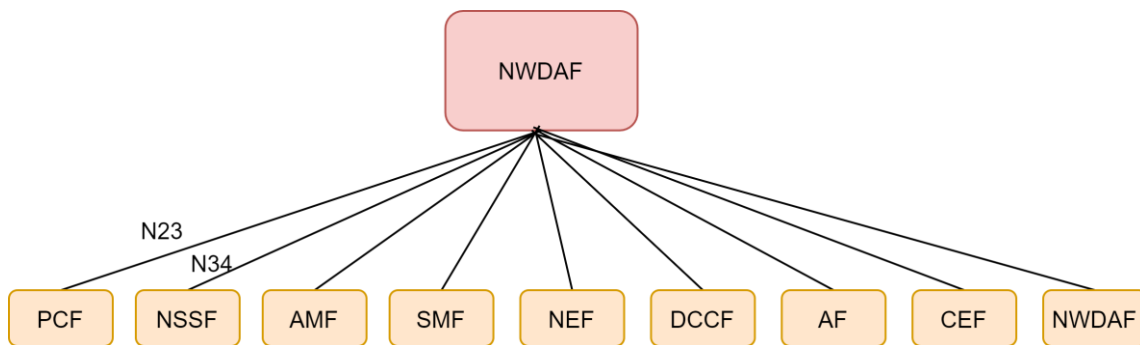 NWDAF
N23
N34
PCF
NSSF
AMF
SMF
NEF
DCCF
AF
CEF
NWDAF